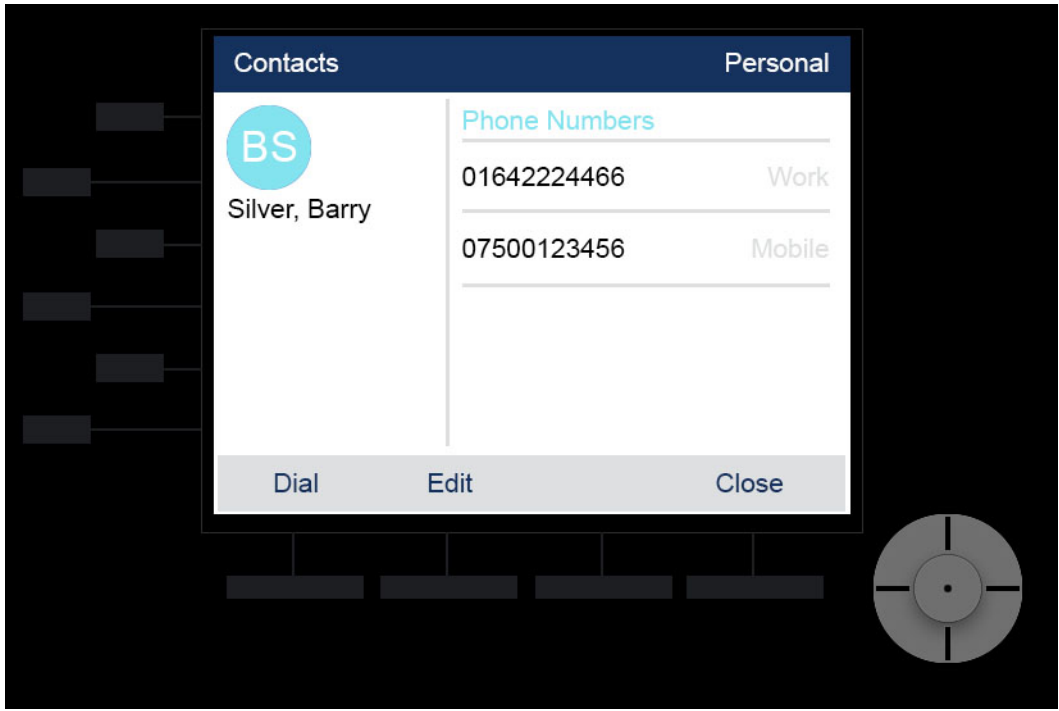 Contacts Personal
BS
Silver, Barry
Phone Numbers
01642224466 Work
07500123456 Mobile
Dial Edit Close